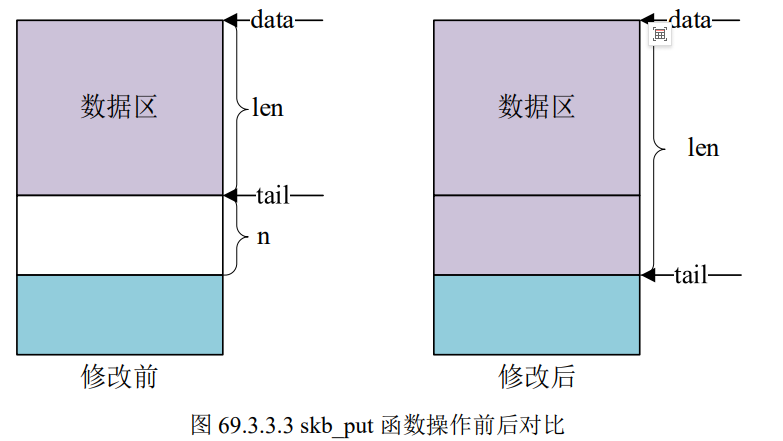 data
data
数据区
len
数据区
len
tail
n
tail
修改前
修改后
图 69.3.3.3 skb_put 函数操作前后对比